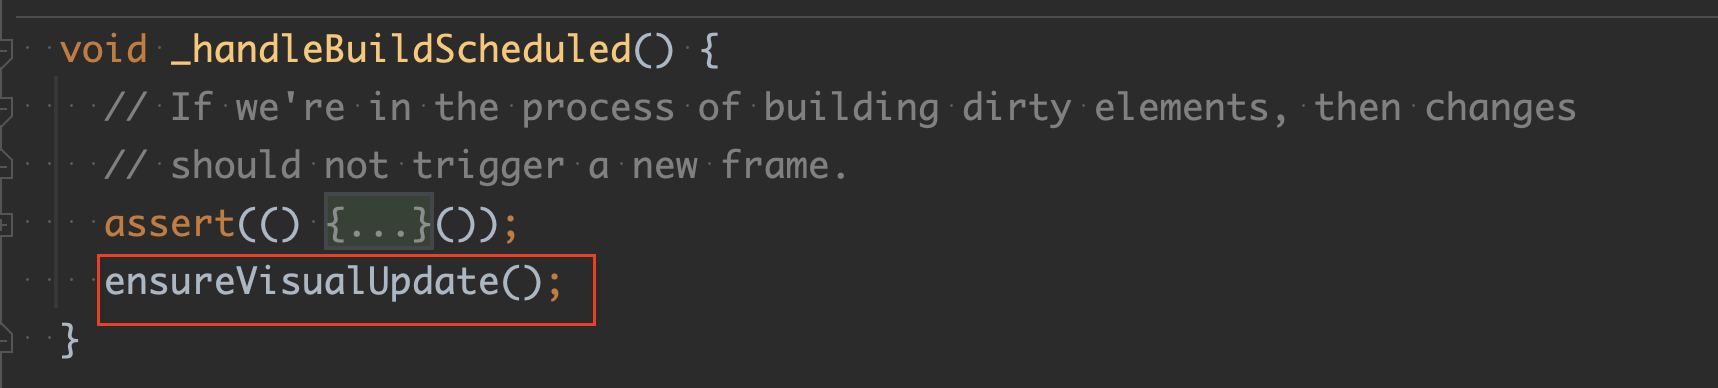 void _handleBuildScheduled() {
// If we're in the process of building dirty elements, then changes
// should not trigger a new frame.
assert(() {...}());
ensureVisualUpdate();
}